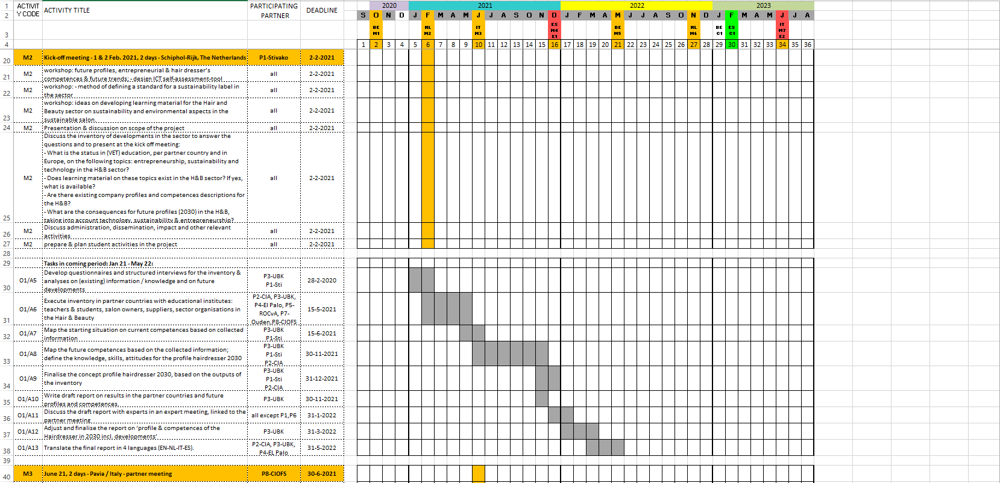 1 ACTIVIT ACTIVITY TITLE PARTICIPATING DEADLINE 2020 2021 2022 2023
2 Y CODE PARTNER S O N D J F M A M J J A S O N D J F M A M J J A S O N D J F M A M J J A
3 BE M1 NL M2 IT M3 ES M4 E1 BE M5 NL M6 BE C1 ES C1 IT M7 E2
4 1 2 3 4 5 6 7 8 9 10 11 12 13 14 15 16 17 18 19 20 21 22 23 24 25 26 27 28 29 30 31 32 33 34 35 36
20 M2 Kick-off meeting - 1 & 2 Feb. 2021, 2 days - Schiphol-Rijk, The Netherlands P1-Stivako 2-2-2021
21 M2 workshop: future profiles, entrepreneurial & hair dresser's
competences & future trends; - design ICT self-assessment-tool all 2-2-2021
22 M2 workshop: - method of defining a standard for a sustainability label in
the sector all 2-2-2021
23 M2 workshop: ideas on developing learning material for the Hair and
Beauty sector on sustainability and environmental aspects in the
sustainable salon. all 2-2-2021
24 M2 Presentation & discussion on scope of the project all 2-2-2021
25 M2 Discuss the inventory of developments in the sector to answer the
questions and to present at the kick off meeting:
- What is the status in (VET) education, per partner country and in
Europe, on the following topics: entrepreneurship, sustainability and
technology in the H&B sector?
- Does learning material on these topics exist in the H&B sector? If yes,
what is available?
- Are there existing company profiles and competences descriptions for
the H&B?
- What are the consequences for future profiles (2030) in the H&B,
taking into account technology, sustainability & entrepreneurship? all 2-2-2021
26 M2 Discuss administration, dissemination, impact and other relevant
activities all 2-2-2021
27 M2 prepare & plan student activities in the project all 2-2-2021
28
29 Tasks in coming period: Jan 21 - May 22:
30 O1/A5 Develop questionnaires and structured interviews for the inventory &
analyses on (existing) information / knowledge and on future
developments P3-UBK
P1-Sti 28-2-2020
31 O1/A6 Execute inventory in partner countries with educational institutes:
teachers & students, salon owners, suppliers, sector organisations in
the Hair & Beauty P2-CIA, P3-UBK,
P4-El Palo, P5-
ROCvA, P7-
Ouden,P8-CIOFS 15-5-2021
32 O1/A7 Map the starting situation on current competences based on collected
information P3-UBK
P1-Sti 15-6-2021
33 O1/A8 Map the future competences based on the collected information;
define the knowledge, skills, attitudes for the profile hairdresser 2030 P3-UBK
P1-Sti
P2-CIA 30-11-2021
34 O1/A9 Finalise the concept profile hairdresser 2030, based on the outputs of
the inventory P3-UBK
P1-Sti
P2-CIA 31-12-2021
35 O1/A10 Write draft report on results in the partner countries and future
profiles and competences. P3-UBK 30-11-2021
36 O1/A11 Discuss the draft report with experts in an expert meeting, linked to the
partner meeting all except P1,P6 31-1-2022
37 O1/A12 Adjust and finalise the report on 'profile & competences of the
Hairdresser in 2030 incl. developments' P3-UBK 31-3-2022
38 O1/A13 Translate the final report in 4 languages (EN-NL-IT-ES). P2-CIA, P3-UBK,
P4-EL Palo 31-5-2022
39
40 M3 June 21, 2 days - Pavia / Italy - partner meeting P8-CIOFS 30-6-2021